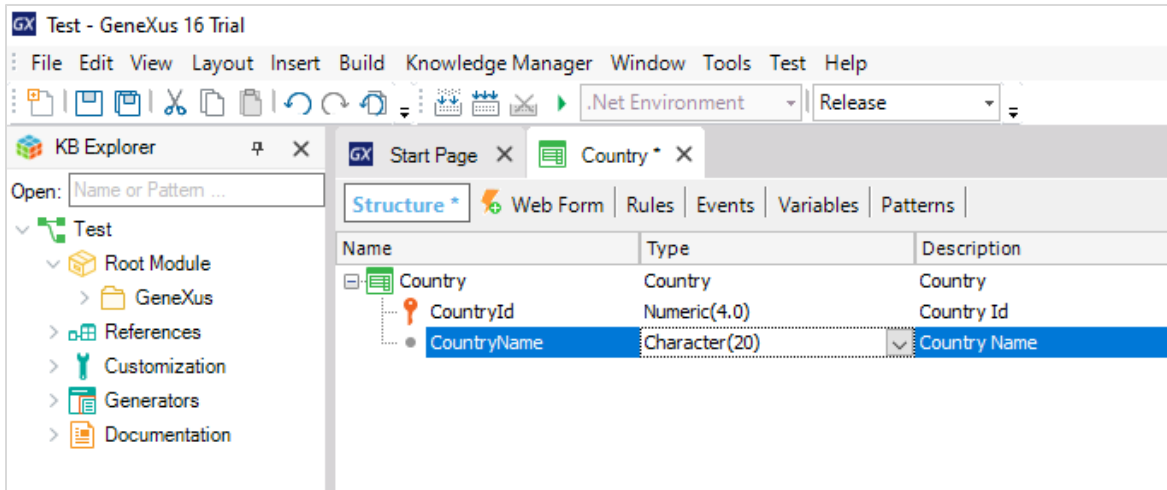 GX Test - GeneXus 16 Trial
File Edit View Layout Insert Build Knowledge Manager Window Tools Test Help
.Net Environment Release
KB Explorer
GX Start Page Country *
Open: Name or Pattern ...
Structure * Web Form Rules Events Variables Patterns
Test
Name Type Description
Root Module
Country Country Country
GeneXus
CountryId Numeric(4.0) Country Id
References
CountryName Character(20) Country Name
Customization
Generators
Documentation